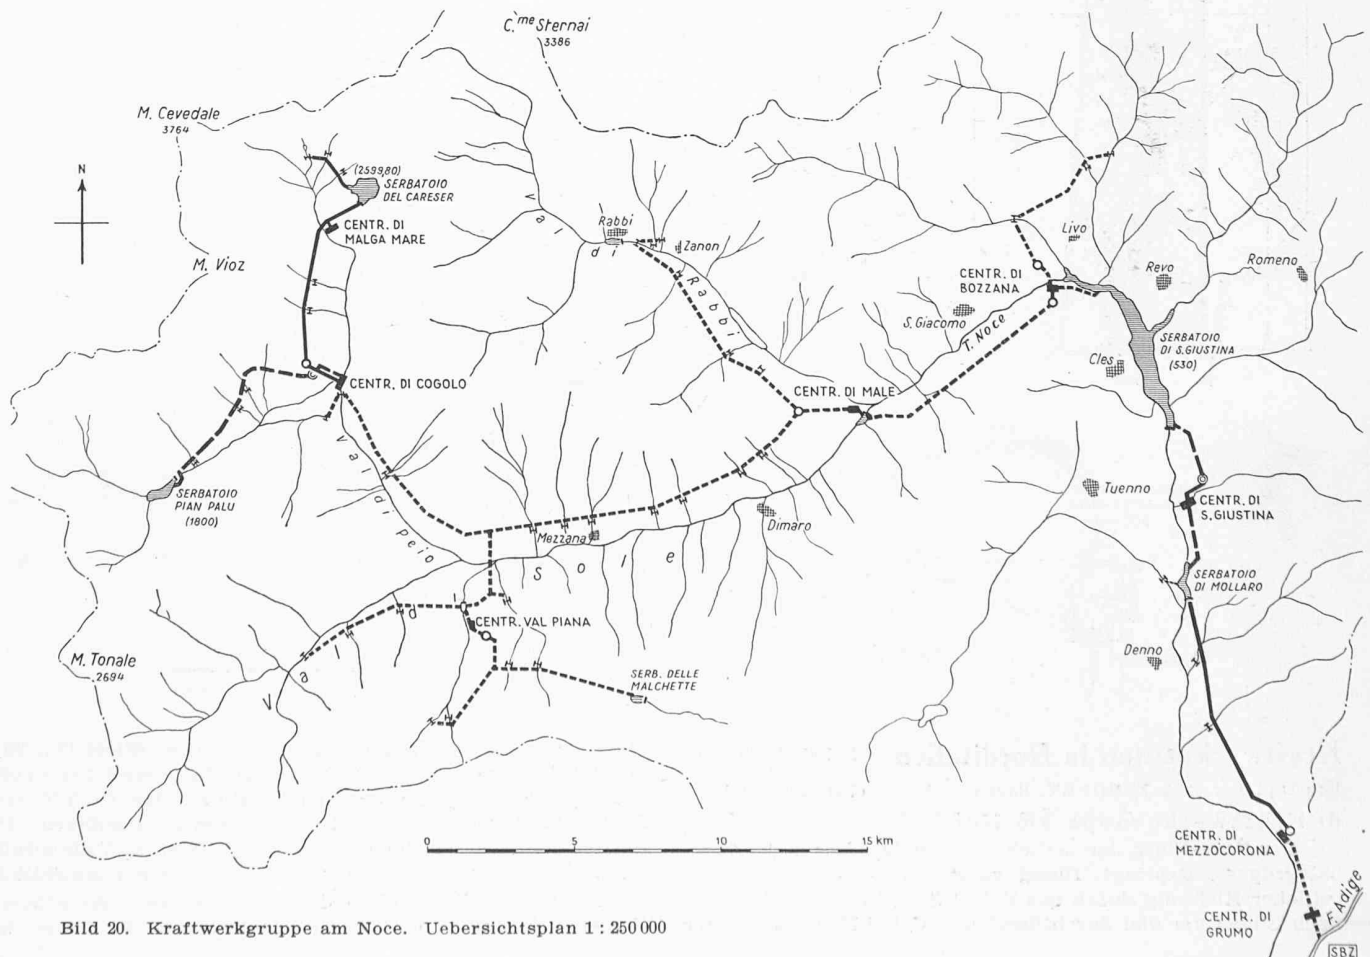 C.me Sternai
3386
M. Cevedale
3764
N
(2599,80)
SERBATOIO
DEL CARESER
CENTR. DI
MALGA MARE
Val di Rabbi
Rabbi
Zanon
Livo
M. Vioz
CENTR. DI
BOZZANA
Revo
Romeno
S. Giacomo
T. Noce
SERBATOIO
DI S.GIUSTINA
(530)
Cles
CENTR. DI COGOLO
CENTR. DI MALE
Val di Peio
SERBATOIO
PIAN PALU
(1800)
Tuenno
CENTR. DI
S.GIUSTINA
Dimaro
Mezzana
Val di Sole
SERBATOIO
DI MOLLARO
CENTR. VAL PIANA
Denno
M. Tonale
2694
SERB. DELLE
MALCHETTE
0 5 10 15 km
CENTR. DI
MEZZOCORONA
CENTR. DI
GRUMO
F. Adige
SBZ
Bild 20. Kraftwerkgruppe am Noce. Uebersichtsplan 1 : 250 000